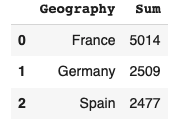 Geography Sum
0 France 5014
1 Germany 2509
2 Spain 2477